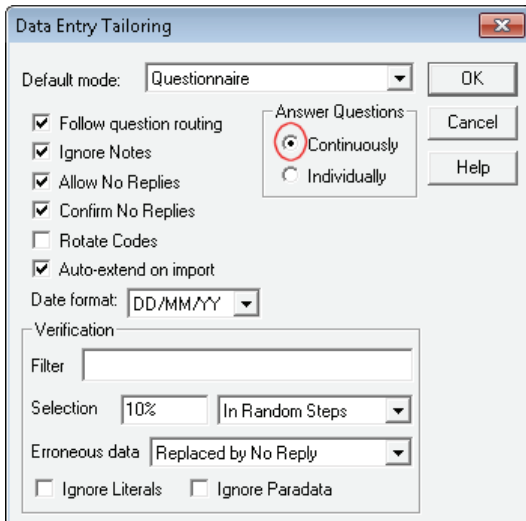 Data Entry Tailoring
Default mode: Questionnaire OK
Follow question routing Answer Questions Cancel
Ignore Notes Continuously
Allow No Replies Individually Help
Confirm No Replies
Rotate Codes
Auto-extend on import
Date format: DD/MM/YY
Verification
Filter
Selection 10% In Random Steps
Erroneous data Replaced by No Reply
Ignore Literals Ignore Paradata